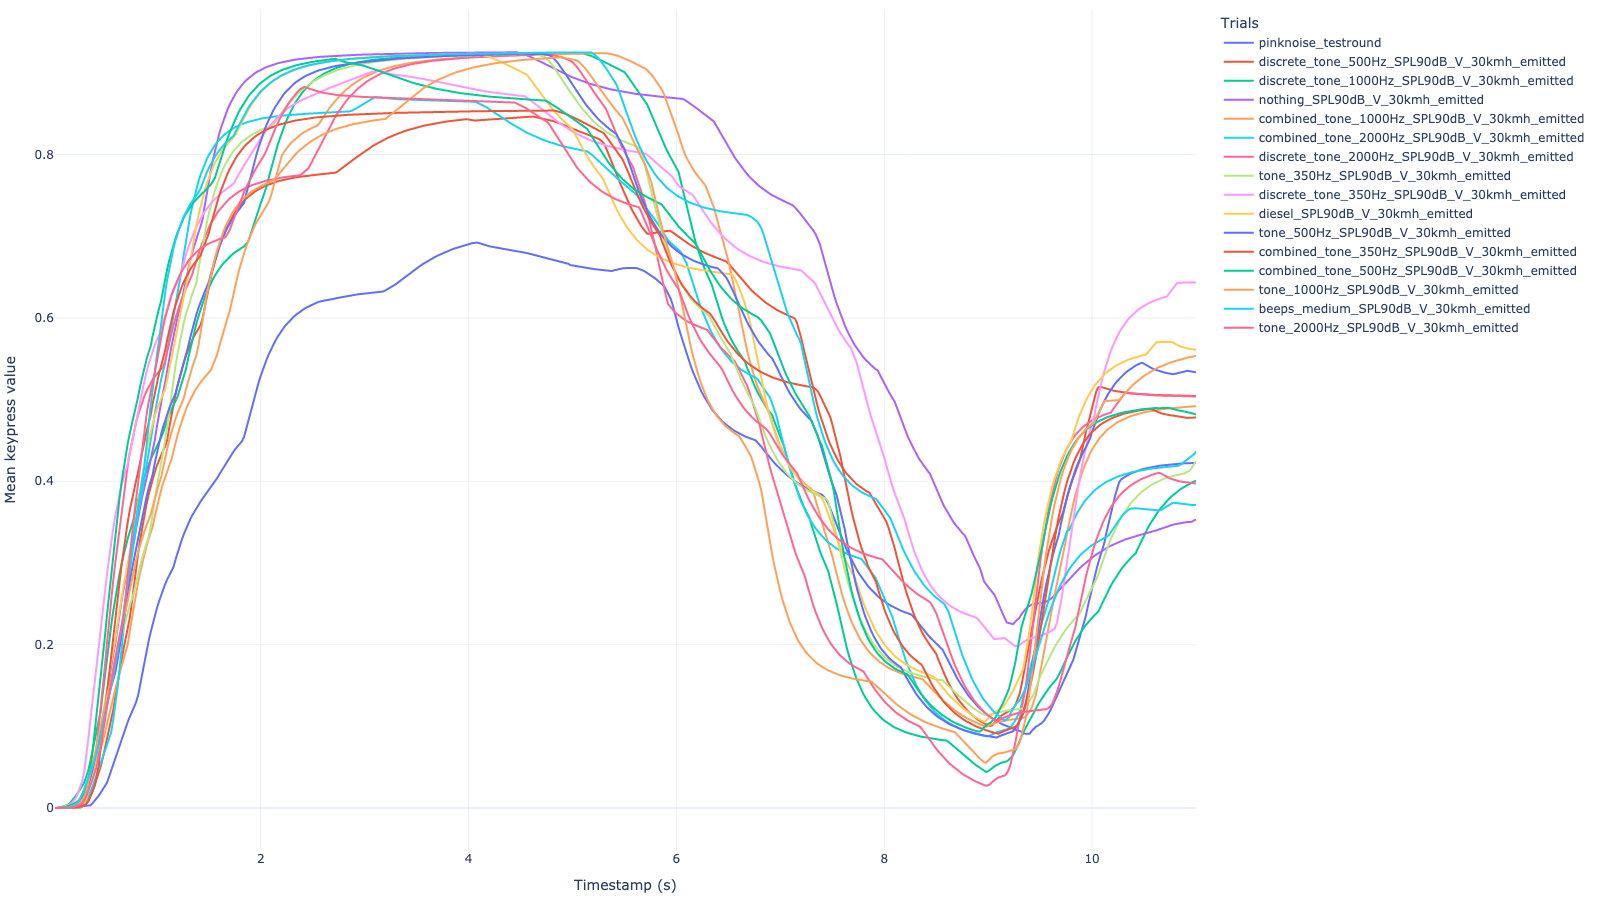 Trials
pinknoise_testround
discrete_tone_500Hz_SPL90dB_V_30kmh_emitted
discrete_tone_1000Hz_SPL90dB_V_30kmh_emitted
nothing_SPL90dB_V_30kmh_emitted
combined_tone_1000Hz_SPL90dB_V_30kmh_emitted
combined_tone_2000Hz_SPL90dB_V_30kmh_emitted
discrete_tone_2000Hz_SPL90dB_V_30kmh_emitted
tone_350Hz_SPL90dB_V_30kmh_emitted
discrete_tone_350Hz_SPL90dB_V_30kmh_emitted
diesel_SPL90dB_V_30kmh_emitted
tone_500Hz_SPL90dB_V_30kmh_emitted
combined_tone_350Hz_SPL90dB_V_30kmh_emitted
combined_tone_500Hz_SPL90dB_V_30kmh_emitted
tone_1000Hz_SPL90dB_V_30kmh_emitted
beeps_medium_SPL90dB_V_30kmh_emitted
tone_2000Hz_SPL90dB_V_30kmh_emitted
Mean keypress value
0.8
0.6
0.4
0.2
0
2 4 6 8 10
Timestamp (s)